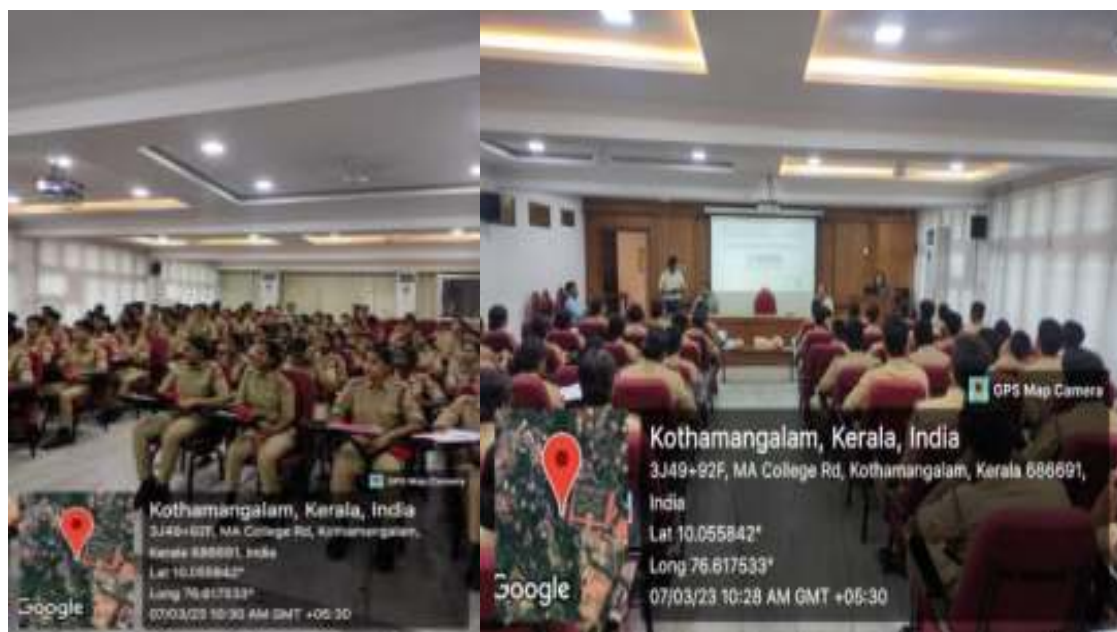 GPS Map Camera
Kothamangalam, Kerala, India
3J49+92F, MA College Rd, Kothamangalam,
Kerala 686691, India
Lat 10.055842°
Long 76.617533°
07/03/23 10:30 AM GMT +05:30
Google
GPS Map Camera
Kothamangalam, Kerala, India
3J49+92F, MA College Rd, Kothamangalam, Kerala 686691,
India
Lat 10.055842°
Long 76.617533°
07/03/23 10:28 AM GMT +05:30
Google